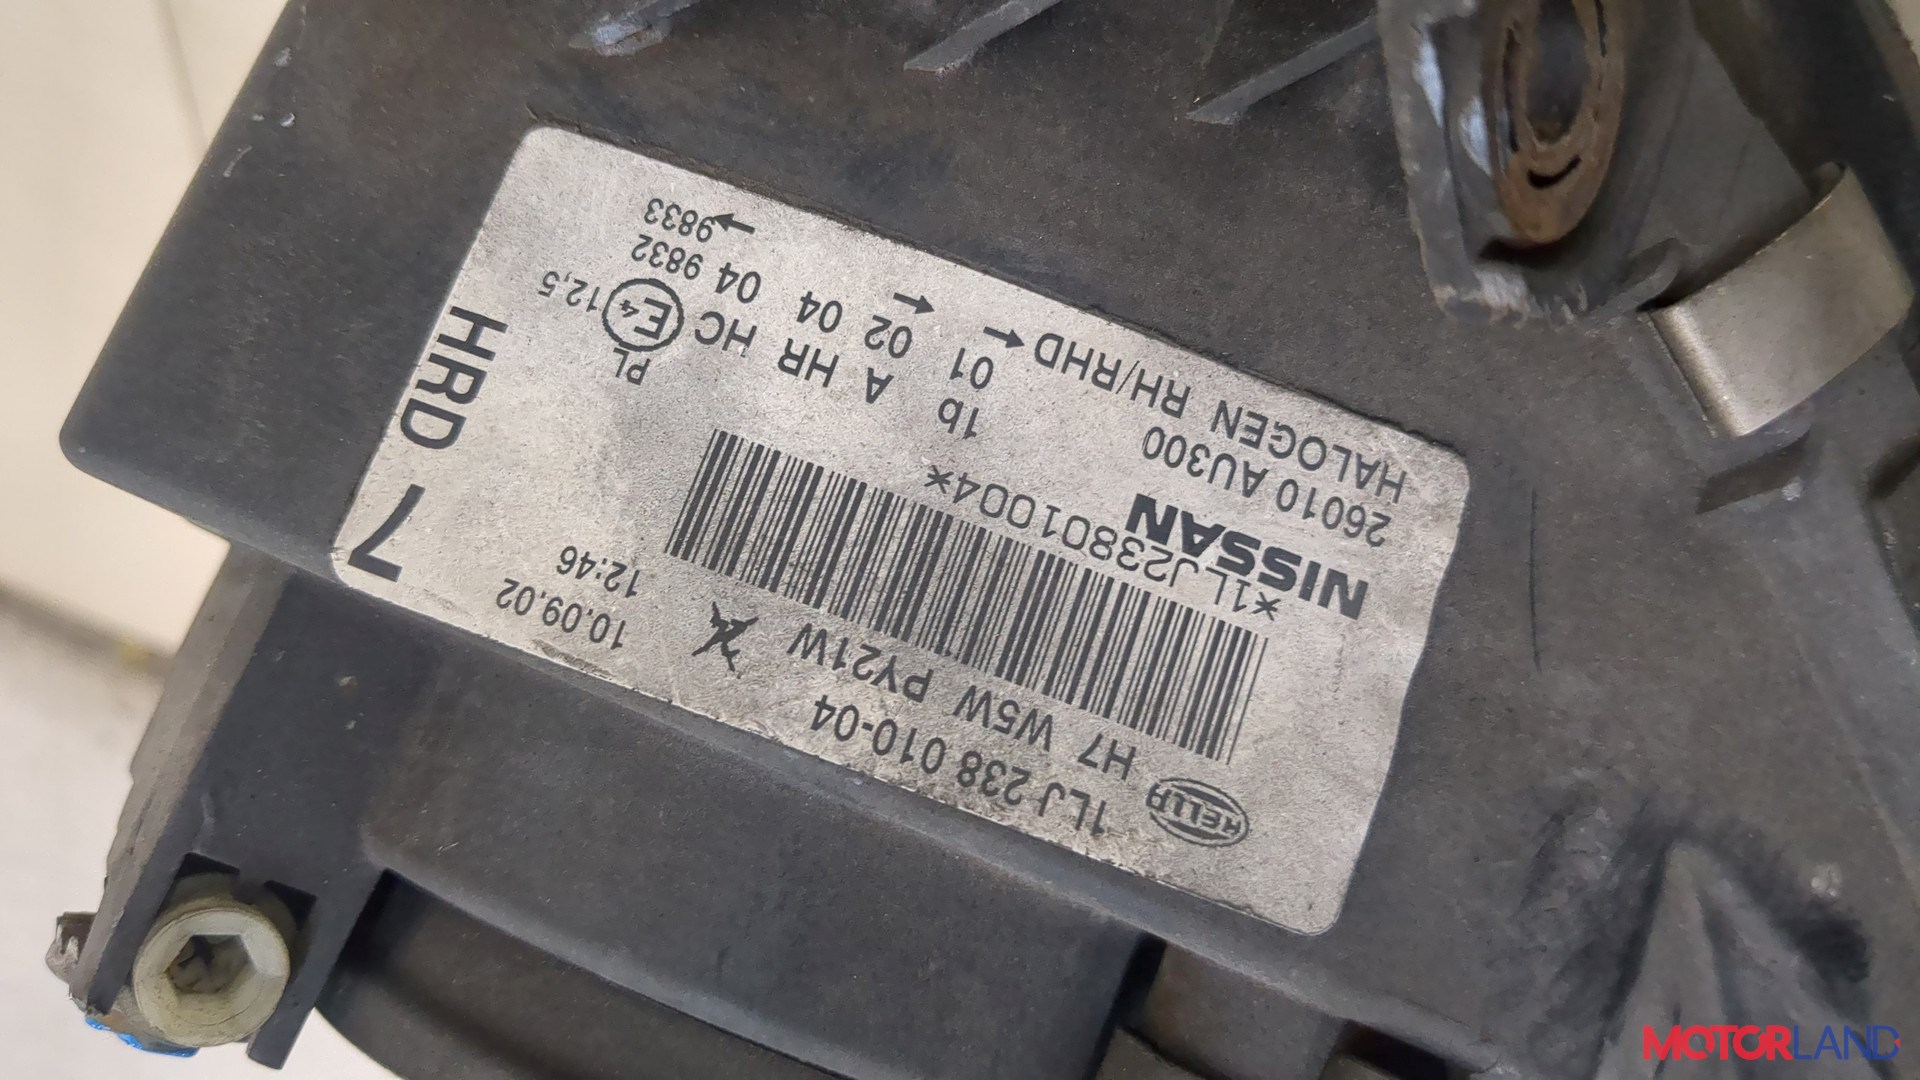 HELLA
1LJ 238 010-04
H7 W5W PY21W
10.09.02
12:46
*1LJ23801004*
NISSAN
26010 AU300
HALOGEN RH/RHD
1b A HR HC
01 02 04 04
PL
E4
12,5
9832
9833
HRD 7
MOTORLAND